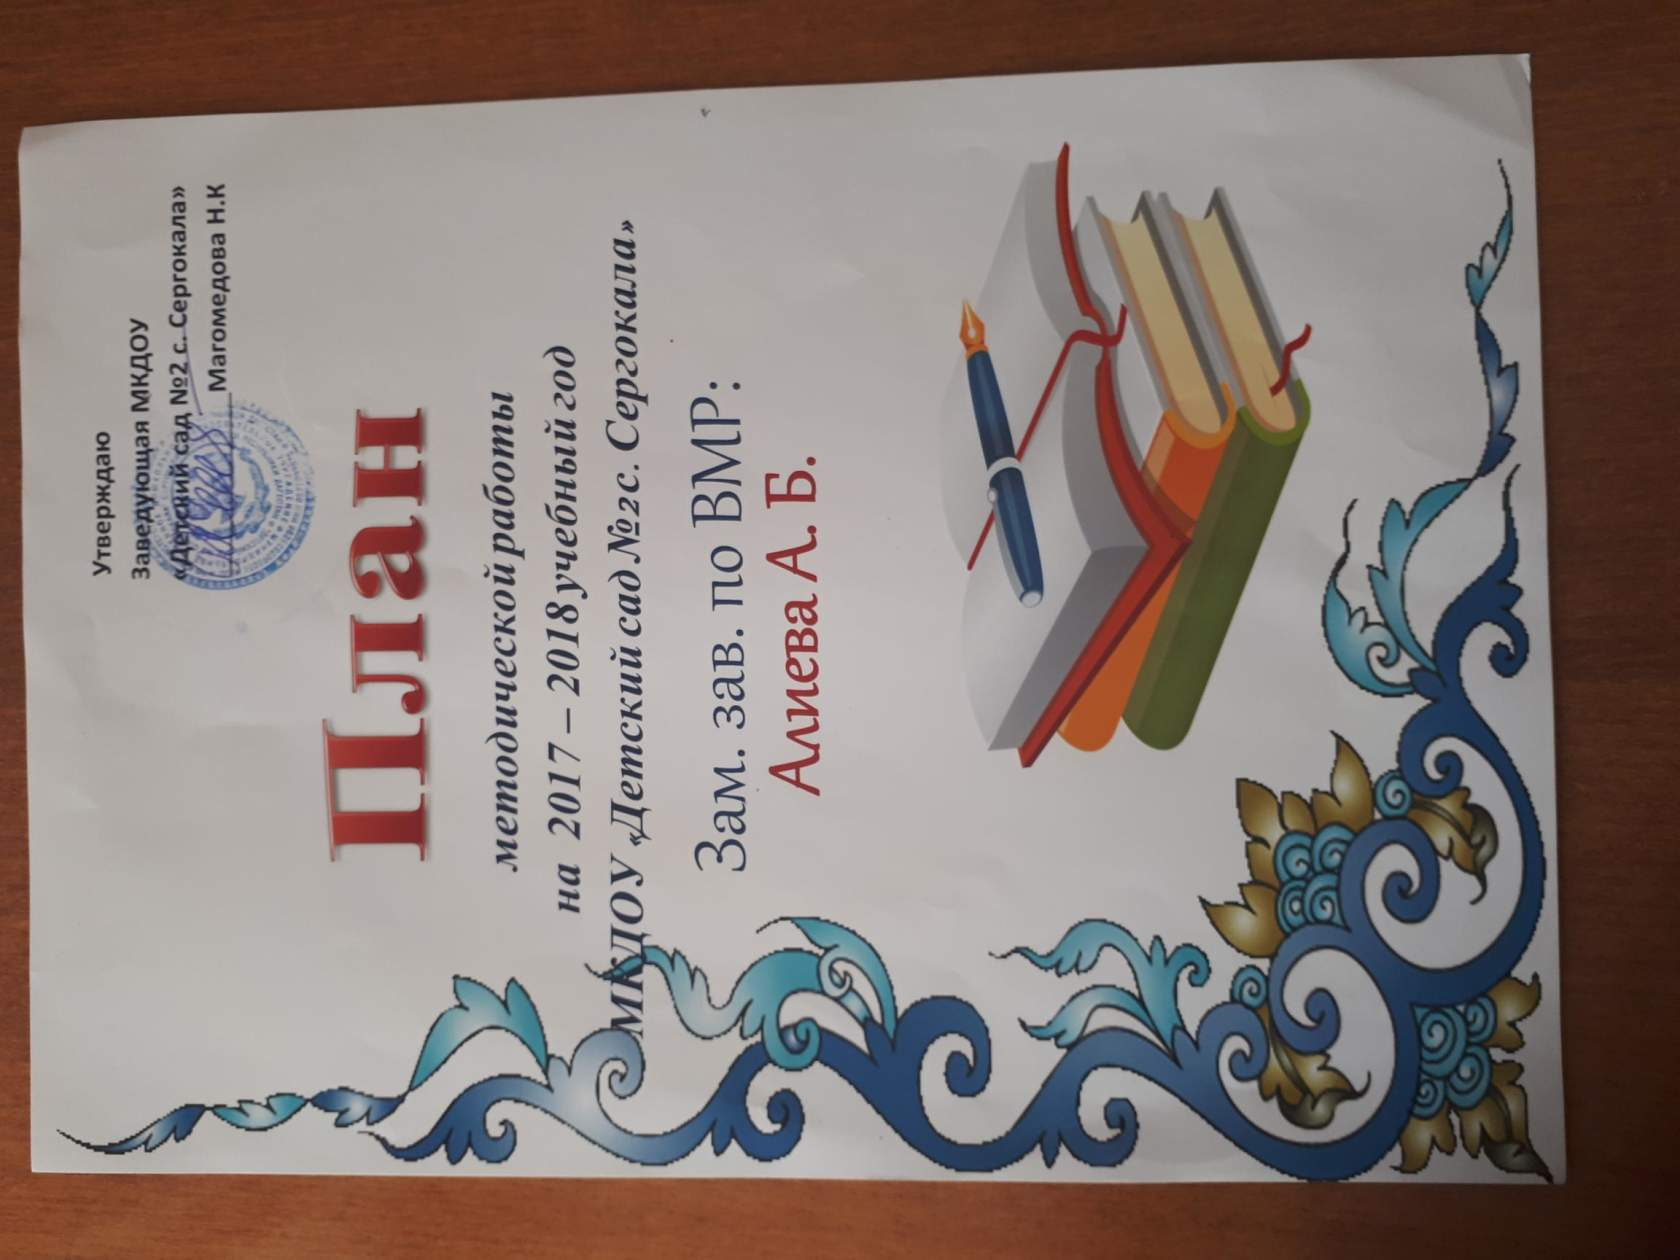 Утверждаю
Заведующая МКДОУ
«Детский сад №2 с. Сергокала»
Магомедова Н.К
План
методической работы
на 2017 – 2018 учебный год
МКДОУ «Детский сад №2 с. Сергокала»
Зам. зав. по ВМР:
Алиева А. Б.